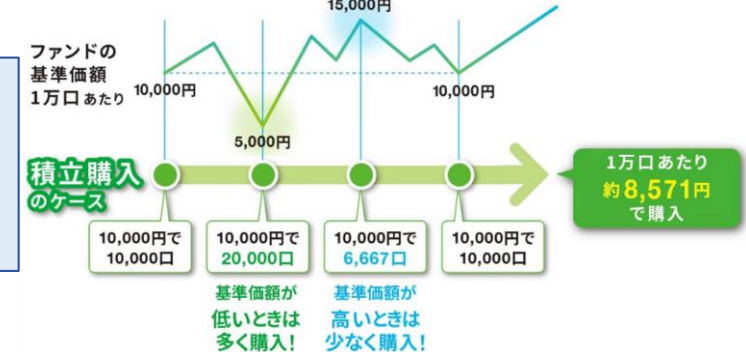 15,000円
ファンドの
基準価額
1万口あたり
10,000円
10,000円
5,000円
積立購入
のケース
1万口あたり
約8,571円
で購入
10,000円で
10,000口
10,000円で
20,000口
10,000円で
6,667口
10,000円で
10,000口
基準価額が
低いときは
多く購入!
基準価額が
高いときは
少なく購入!